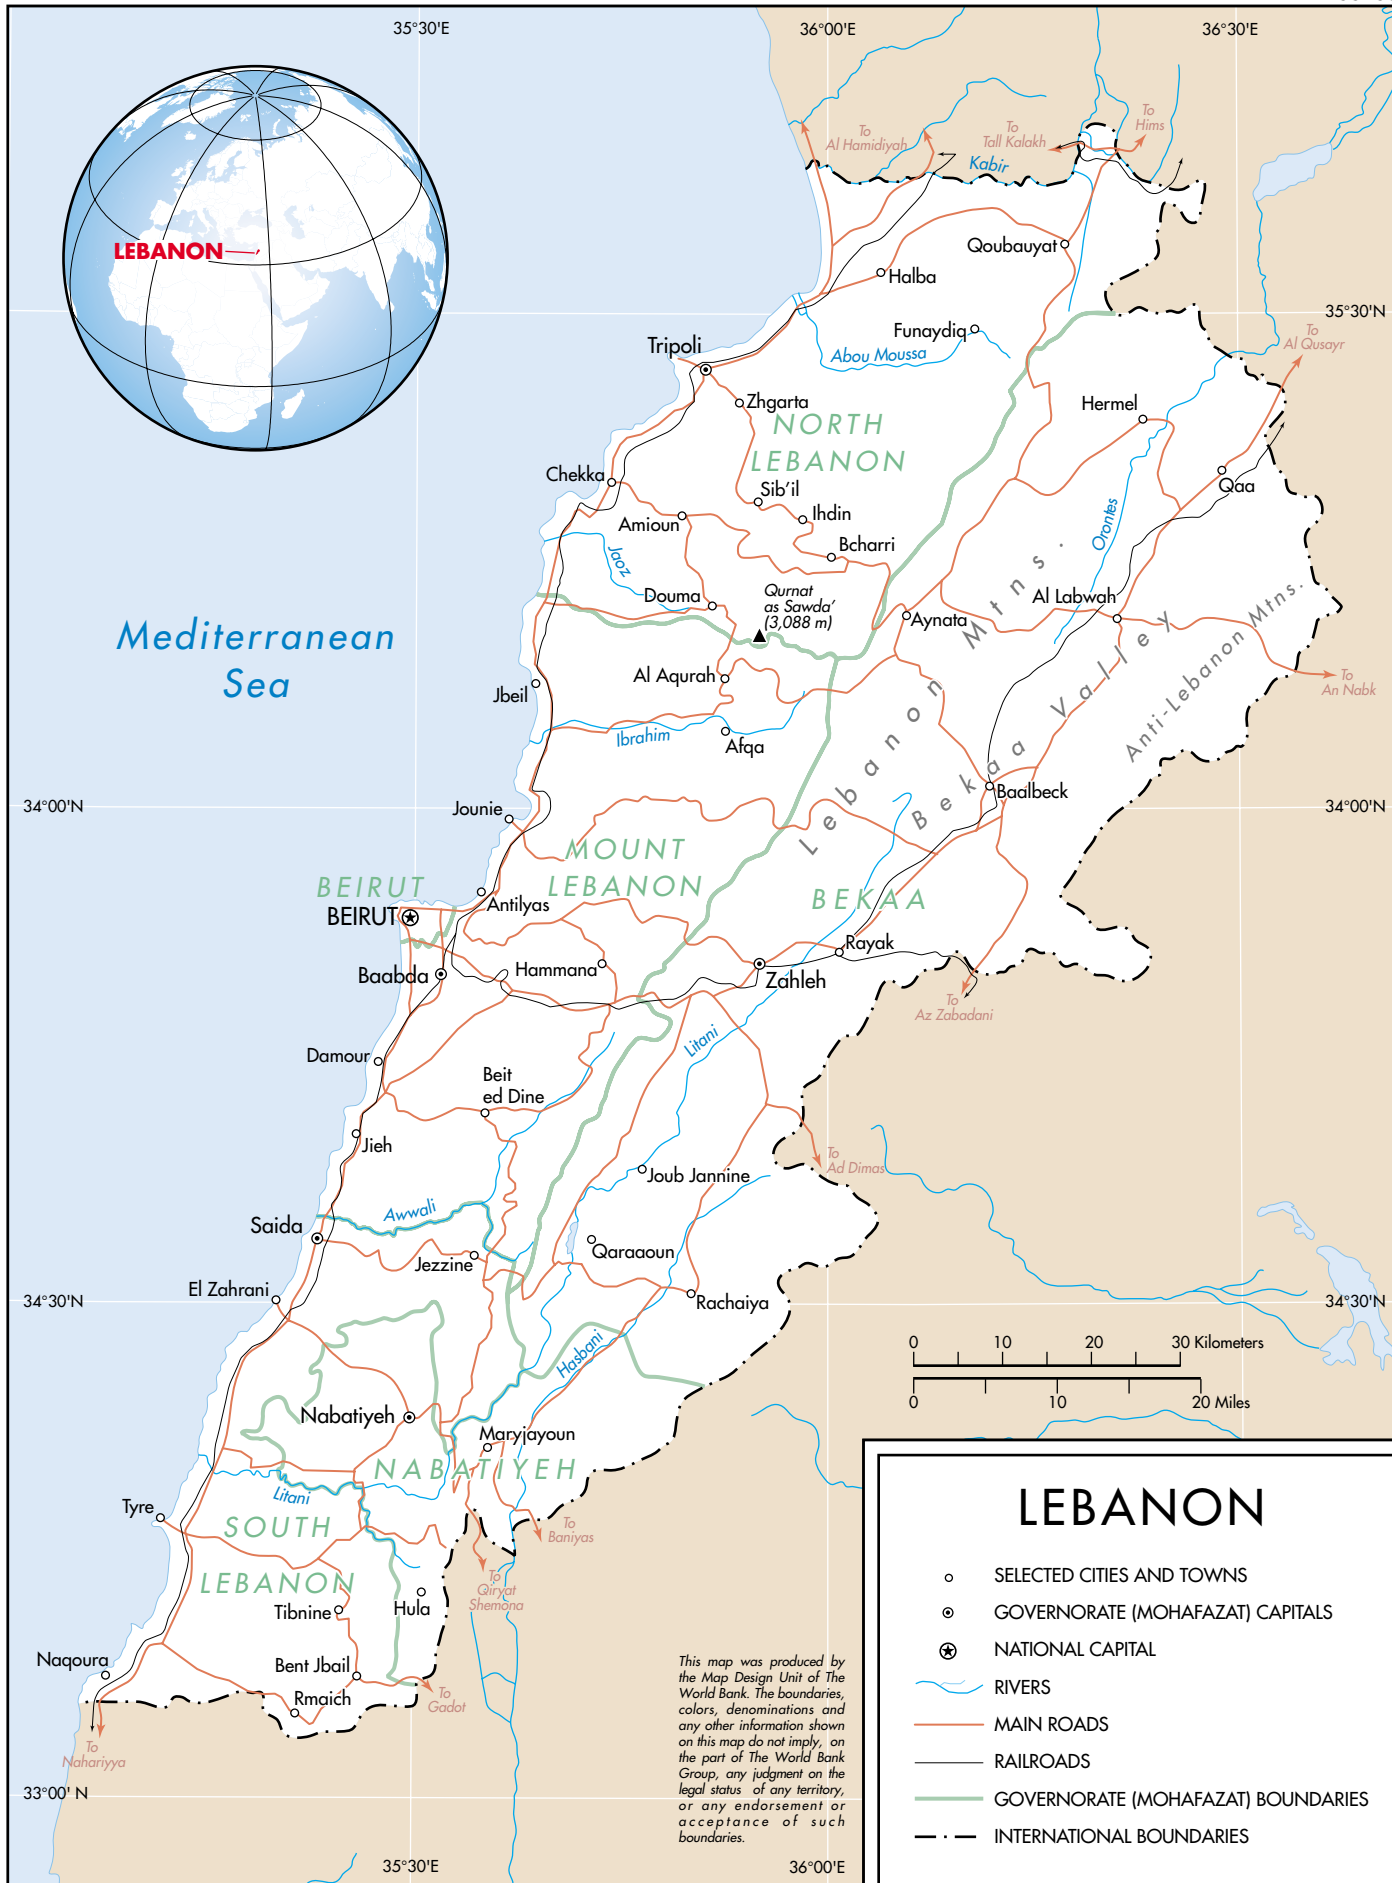 35°30'E
36°00'E
36°30'E
LEBANON
To
Al Hamidiyah
To
Tall Kalakh
To
Hims
Kabir
Qoubauyat
Halba
35°30'N
Funaydiq
Abou Moussa
To
Al Qusayr
Tripoli
Zhgarta
Hermel
NORTH
LEBANON
Chekka
Sib'il
Qaa
Amioun
Ihdin
Orontes
Bcharri
Jaoz
Douma
Qurnat
as Sawda'
(3,088 m)
Al Labwah
Aynata
Mediterranean
Sea
Lebanon Mtns.
Bekaa Valley
Anti-Lebanon Mtns.
Al Aqurah
To
An Nabk
Jbeil
Ibrahim
Afqa
34°00'N
Jounie
Baalbeck
34°00'N
MOUNT
LEBANON
BEIRUT
BEKAA
BEIRUT
Antilyas
Rayak
Baabda
Hammana
Zahleh
To
Az Zabadani
Litani
Damour
Beit
ed Dine
Jieh
To
Ad Dimas
Joub Jannine
Awwali
Saida
Qaraaoun
Jezzine
El Zahrani
34°30'N
Rachaiya
34°30'N
Hasbani
0 10 20 30 Kilometers
0 10 20 Miles
Nabatiyeh
Maryjayoun
NABATIYEH
Litani
Tyre
SOUTH
LEBANON
To
Baniyas
To
Qiryat
Shemona
Tibnine
Hula
Naqoura
Bent Jbail
Rmaich
To
Gadot
To
Nahariyya
33°00' N
35°30'E
36°00'E
This map was produced by
the Map Design Unit of The
World Bank. The boundaries,
colors, denominations and
any other information shown
on this map do not imply, on
the part of The World Bank
Group, any judgment on the
legal status of any territory,
or any endorsement or
acceptance of such
boundaries.
LEBANON
SELECTED CITIES AND TOWNS
GOVERNORATE (MOHAFAZAT) CAPITALS
NATIONAL CAPITAL
RIVERS
MAIN ROADS
RAILROADS
GOVERNORATE (MOHAFAZAT) BOUNDARIES
INTERNATIONAL BOUNDARIES